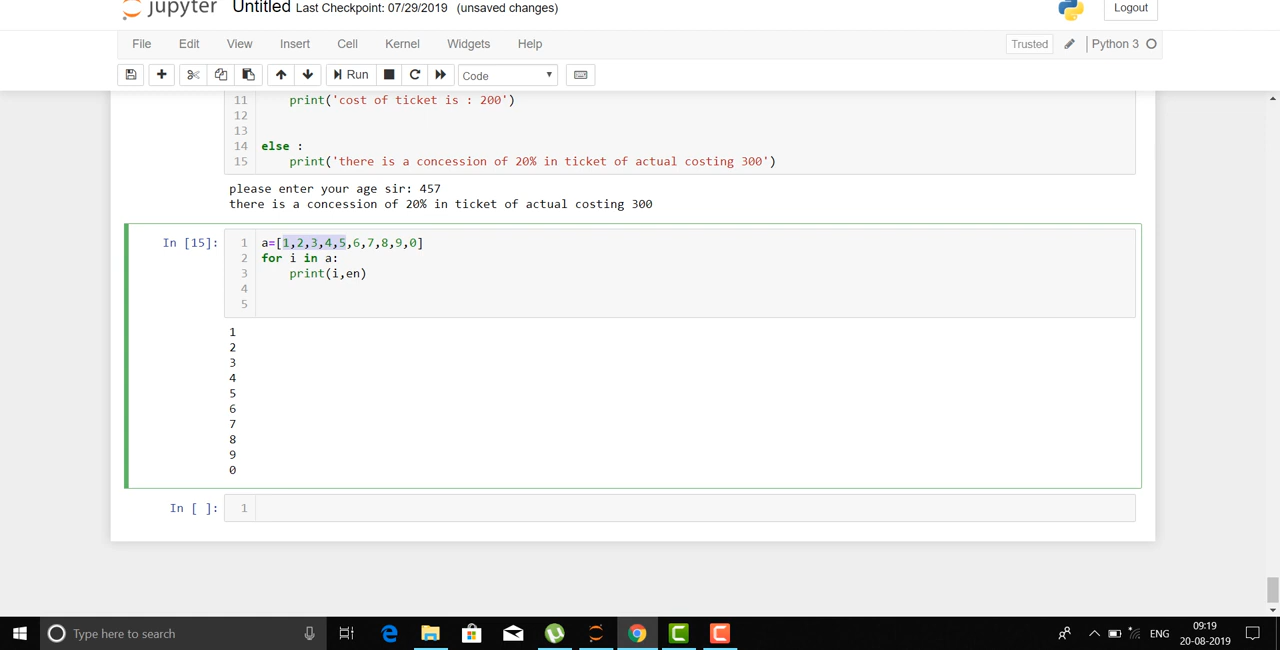 jupyter Untitled Last Checkpoint: 07/29/2019 (unsaved changes) Logout
File Edit View Insert Cell Kernel Widgets Help Trusted Python 3
Run Code
11 print('cost of ticket is : 200')
12
13
14 else :
15 print('there is a concession of 20% in ticket of actual costing 300')
please enter your age sir: 457
there is a concession of 20% in ticket of actual costing 300
In [15]: 1 a=[1,2,3,4,5,6,7,8,9,0]
2 for i in a:
3 print(i,en)
4
5
1
2
3
4
5
6
7
8
9
0
In [ ]: 1
Type here to search
ENG
09:19
20-08-2019